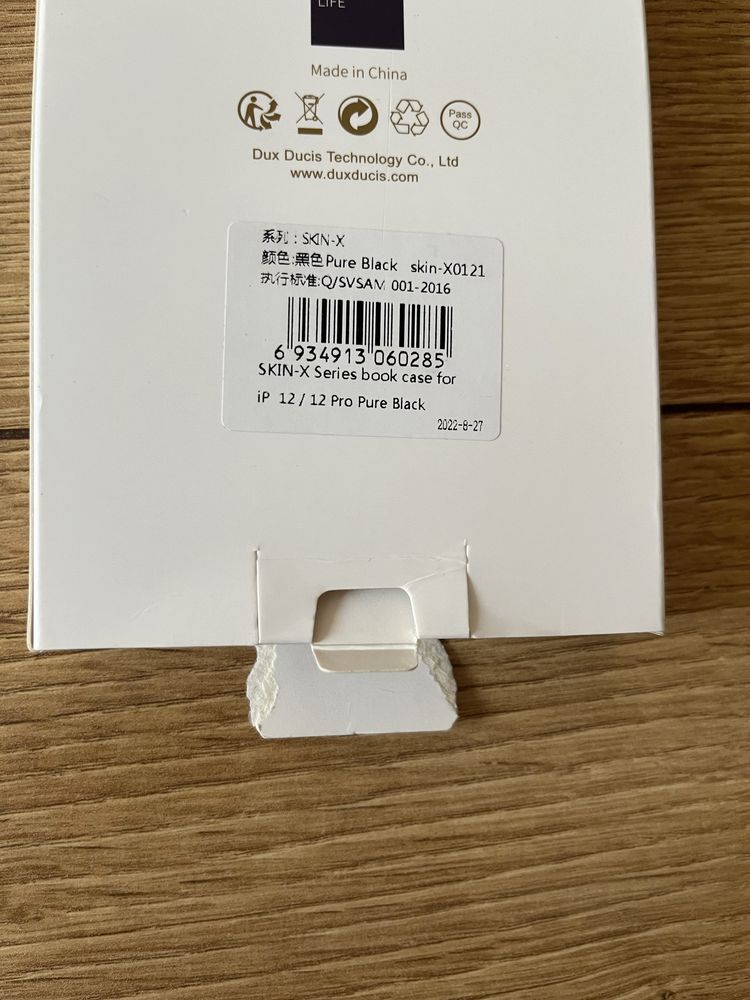 LIFE
Made in China
Pass
QC
Dux Ducis Technology Co., Ltd
www.duxducis.com
系列：SKIN-X
颜色:黑色Pure Black skin-X0121
执行标准:Q/SVSAM 001-2016
6 934913 060285
SKIN-X Series book case for
iP 12 / 12 Pro Pure Black
2022-8-27